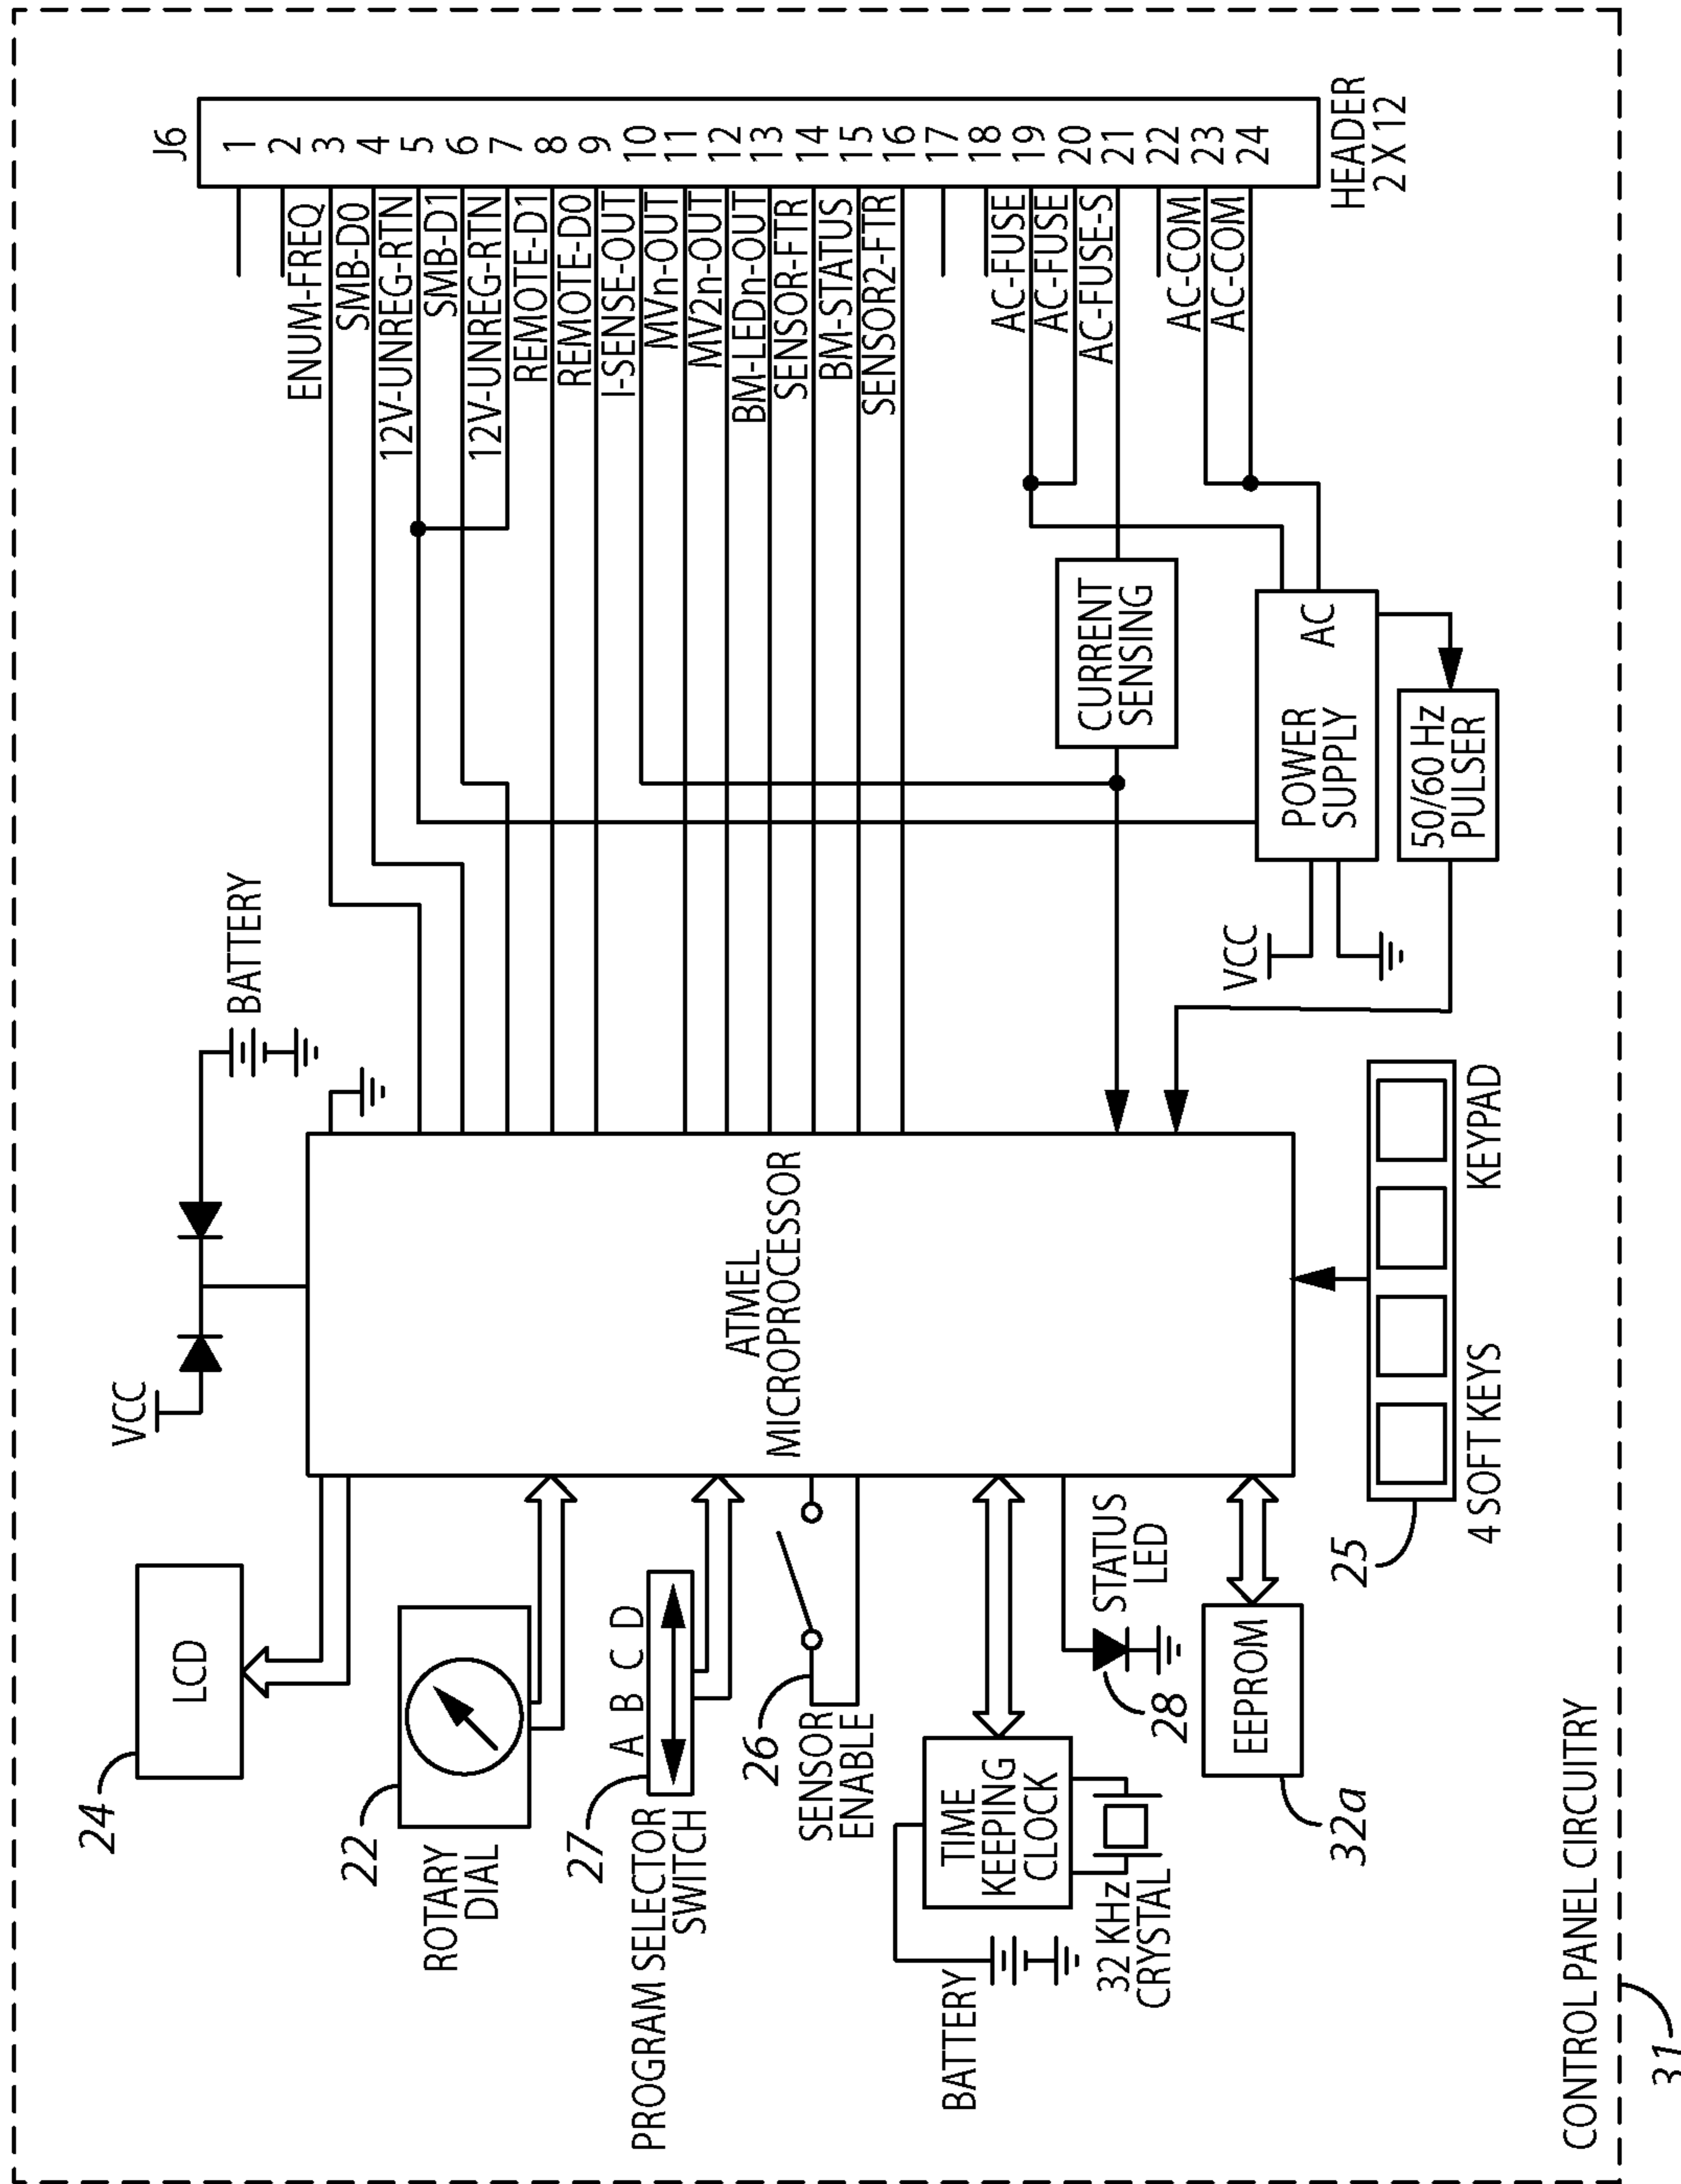 VCC
BATTERY
24
LCD
22
ROTARY
DIAL
27
A B C D
PROGRAM SELECTOR
SWITCH
26
SENSOR
ENABLE
TIME
KEEPING
CLOCK
BATTERY
32 KHz
CRYSTAL
28
STATUS
LED
EEPROM
32a
ATMEL
MICROPROCESSOR
25
4 SOFT KEYS
KEYPAD
J6
1
2
3
4
5
6
7
8
9
10
11
12
13
14
15
16
17
18
19
20
21
22
23
24
HEADER
2 X 12
ENUM-FREQ
SMB-D0
12V-UNREG-RTN
SMB-D1
12V-UNREG-RTN
REMOTE-D1
REMOTE-D0
I-SENSE-OUT
MVn-OUT
MV2n-OUT
BM-LEDn-OUT
SENSOR-FTR
BM-STATUS
SENSOR2-FTR
AC-FUSE
AC-FUSE
AC-FUSE-S
AC-COM
AC-COM
CURRENT
SENSING
VCC
POWER
SUPPLY
AC
50/60 Hz
PULSER
CONTROL PANEL CIRCUITRY
31